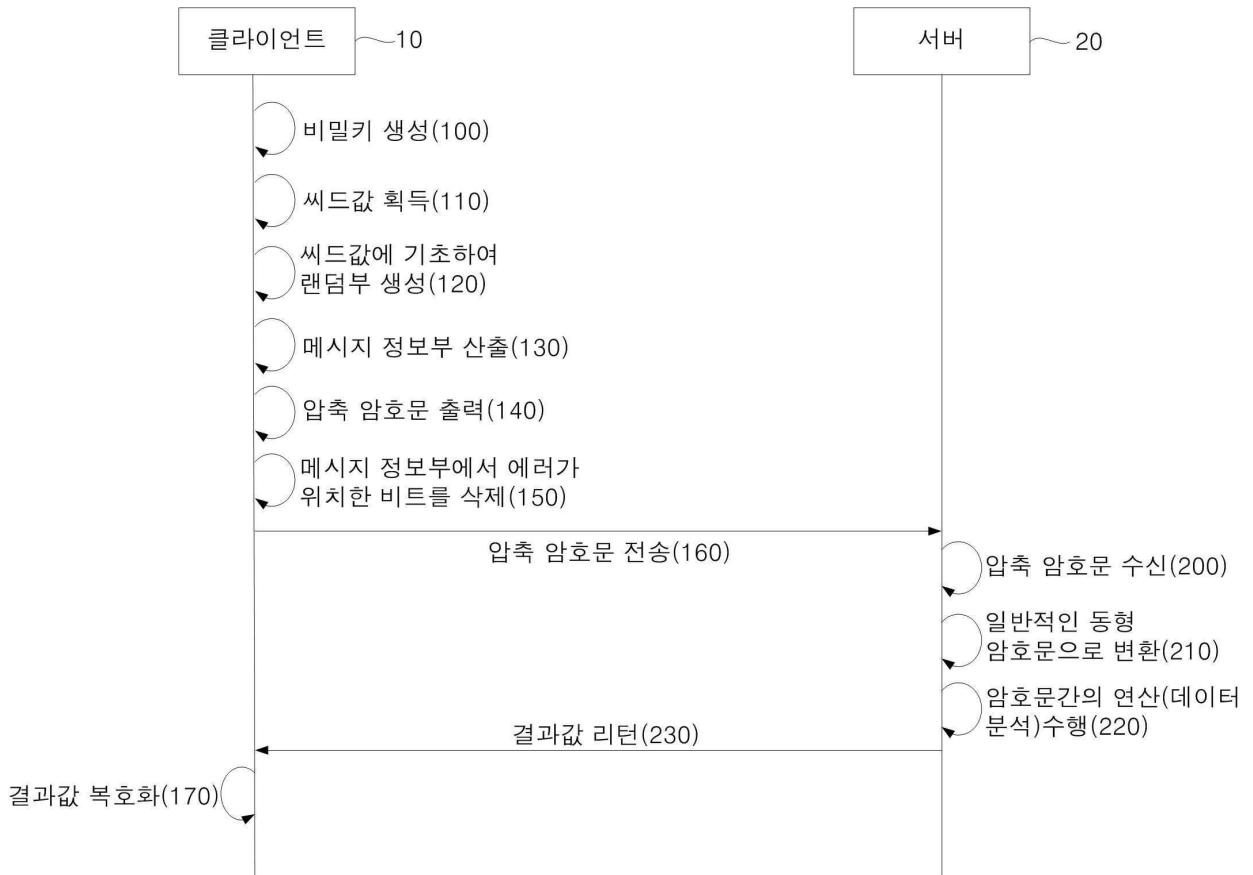 클라이언트 10
서버 20
비밀키 생성(100)
씨드값 획득(110)
씨드값에 기초하여
랜덤부 생성(120)
메시지 정보부 산출(130)
압축 암호문 출력(140)
메시지 정보부에서 에러가
위치한 비트를 삭제(150)
압축 암호문 전송(160)
압축 암호문 수신(200)
일반적인 동형
암호문으로 변환(210)
암호문간의 연산(데이터
분석)수행(220)
결과값 리턴(230)
결과값 복호화(170)